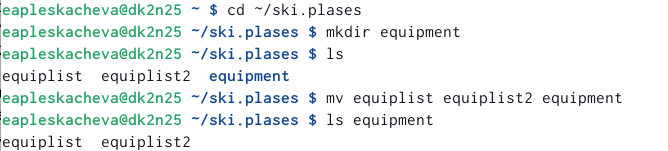 eapleskacheva@dk2n25 ~ $ cd ~/ski.plases
eapleskacheva@dk2n25 ~/ski.plases $ mkdir equipment
eapleskacheva@dk2n25 ~/ski.plases $ ls
equiplist  equiplist2  equipment
eapleskacheva@dk2n25 ~/ski.plases $ mv equiplist equiplist2 equipment
eapleskacheva@dk2n25 ~/ski.plases $ ls equipment
equiplist  equiplist2